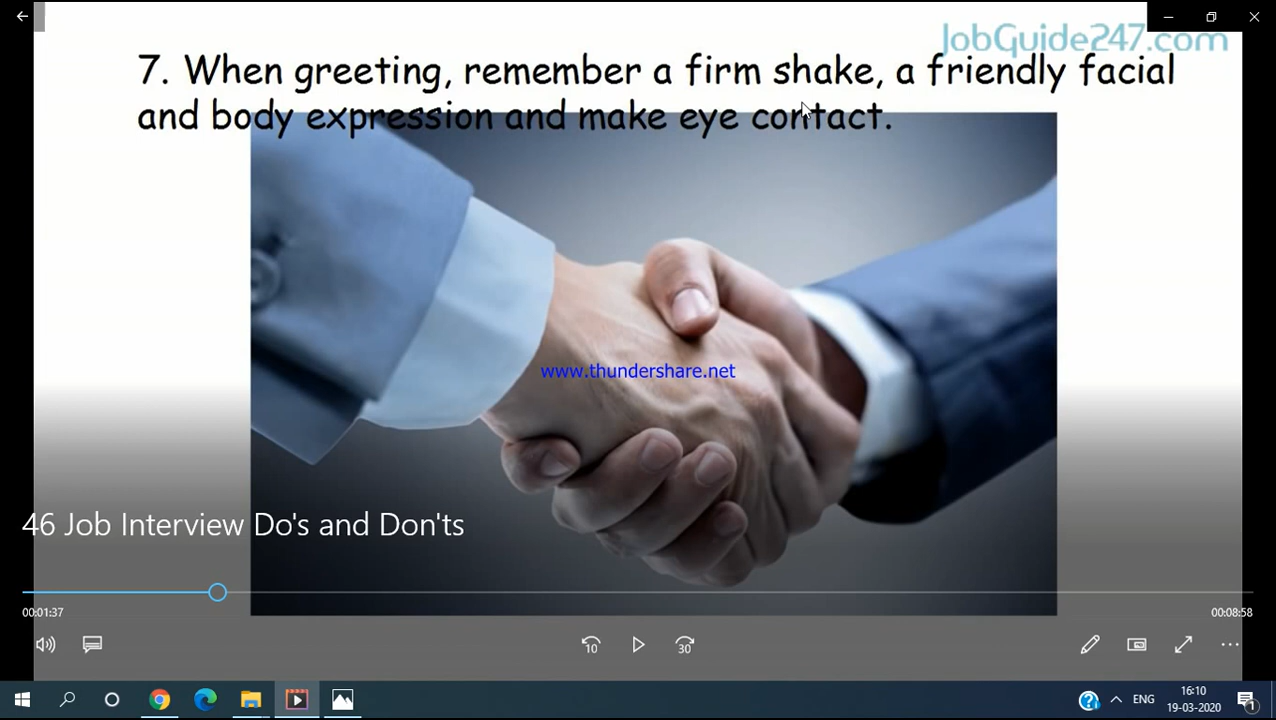 JobGuide247.com
7. When greeting, remember a firm shake, a friendly facial
and body expression and make eye contact.
www.thundershare.net
46 Job Interview Do's and Don'ts
00:01:37
00:08:58
10
30
ENG
16:10
19-03-2020
1